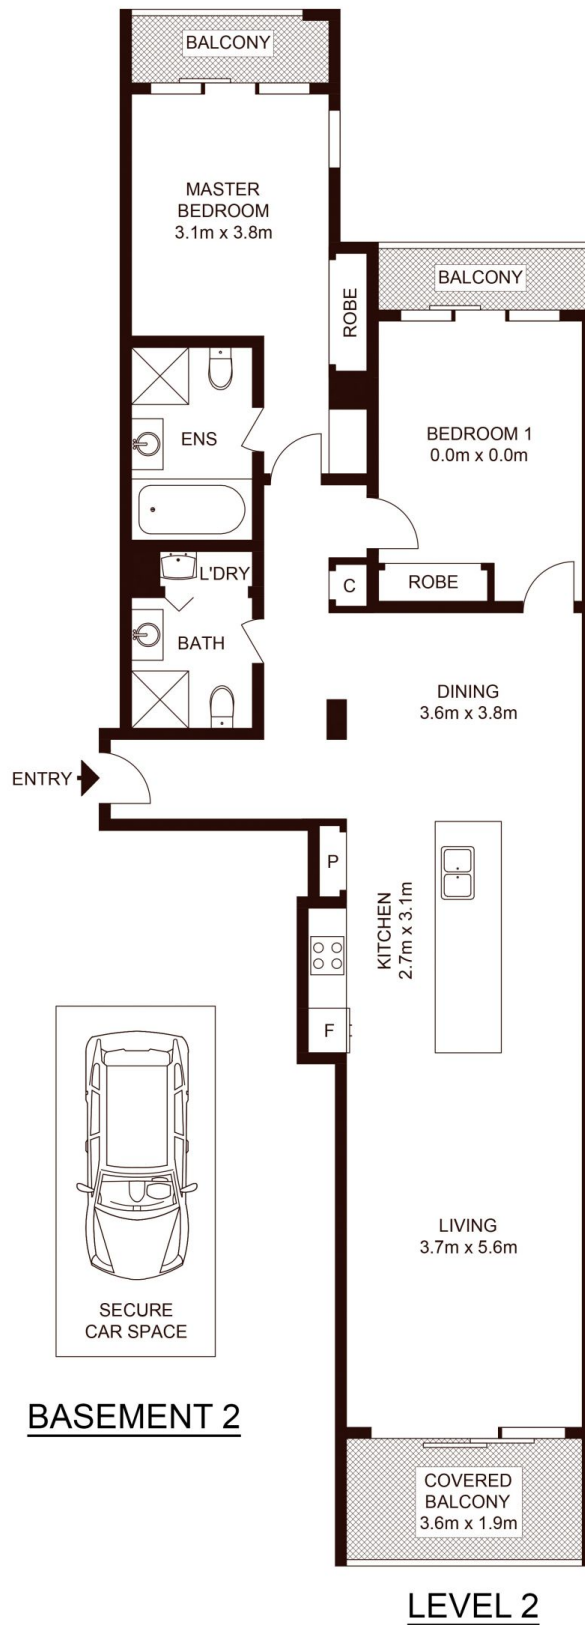 BALCONY
MASTER
BEDROOM
3.1m x 3.8m
ROBE
BALCONY
ENS
BEDROOM 1
0.0m x 0.0m
L'DRY
C
ROBE
BATH
DINING
3.6m x 3.8m
ENTRY
P
KITCHEN
2.7m x 3.1m
F
LIVING
3.7m x 5.6m
SECURE
CAR SPACE
BASEMENT 2
COVERED
BALCONY
3.6m x 1.9m
LEVEL 2